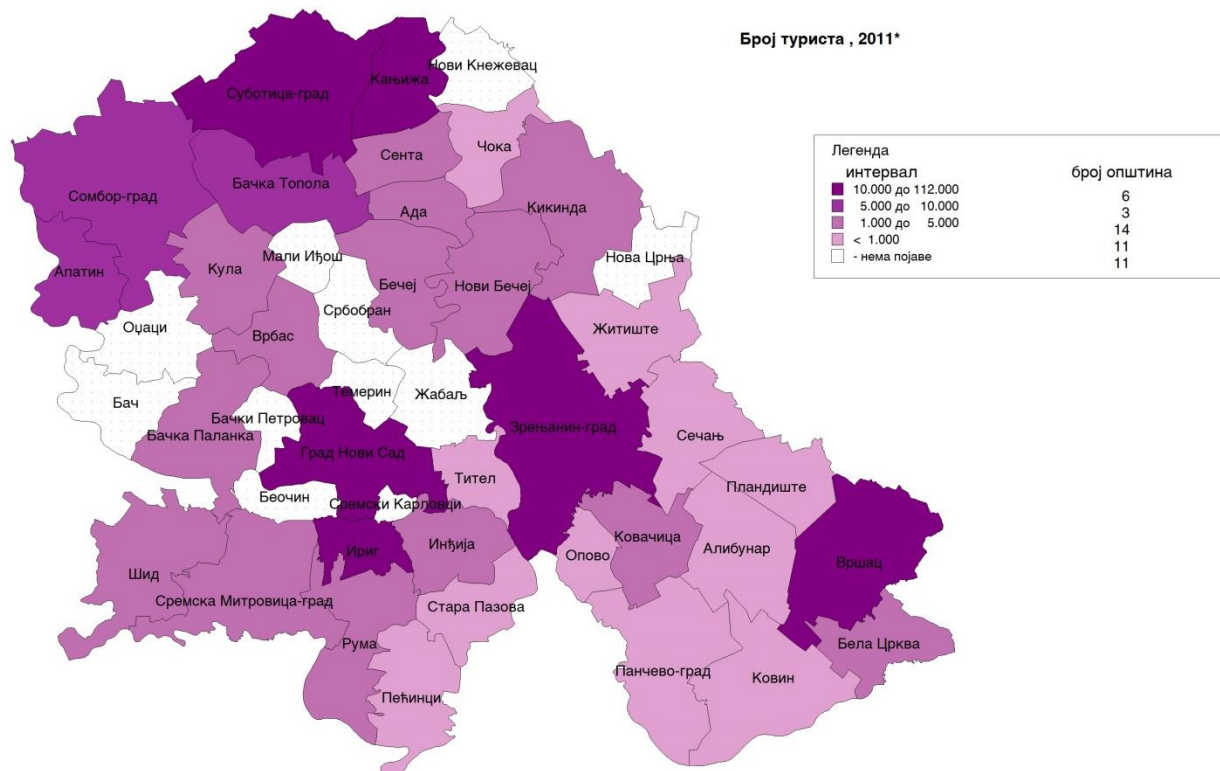 Број туриста , 2011*
Легенда
интервал број општина
10.000 до 112.000 6
5.000 до 10.000 3
1.000 до 5.000 14
< 1.000 11
- нема појаве 11
Нови Кнежевац
Кањижа
Суботица-град
Чока
Сента
Бачка Топола
Сомбор-град
Ада
Кикинда
Мали Иђош
Нова Црња
Кула
Апатин
Бечеј
Нови Бечеј
Србобран
Оџаци
Житиште
Врбас
Темерин
Жабаљ
Бач
Бачки Петровац
Зрењанин-град
Бачка Паланка
Сечањ
Град Нови Сад
Тител
Пландиште
Беочин
Сремски Карловци
Ковачица
Инђија
Ириг
Опово
Алибунар
Вршац
Шид
Сремска Митровица-град
Стара Пазова
Рума
Бела Црква
Панчево-град
Ковин
Пећинци